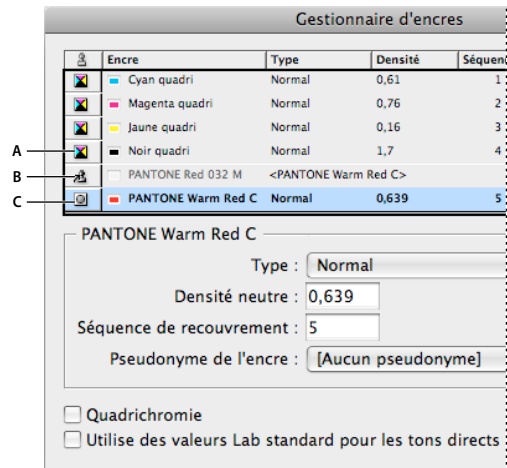 Gestionnaire d'encres
Encre Type Densité Séquen
Cyan quadri Normal 0,61 1
Magenta quadri Normal 0,76 2
Jaune quadri Normal 0,16 3
A Noir quadri Normal 1,7 4
B PANTONE Red 032 M <PANTONE Warm Red C>
C PANTONE Warm Red C Normal 0,639 5
PANTONE Warm Red C
Type : Normal
Densité neutre : 0,639
Séquence de recouvrement : 5
Pseudonyme de l'encre : [Aucun pseudonyme]
Quadrichromie
Utilise des valeurs Lab standard pour les tons directs